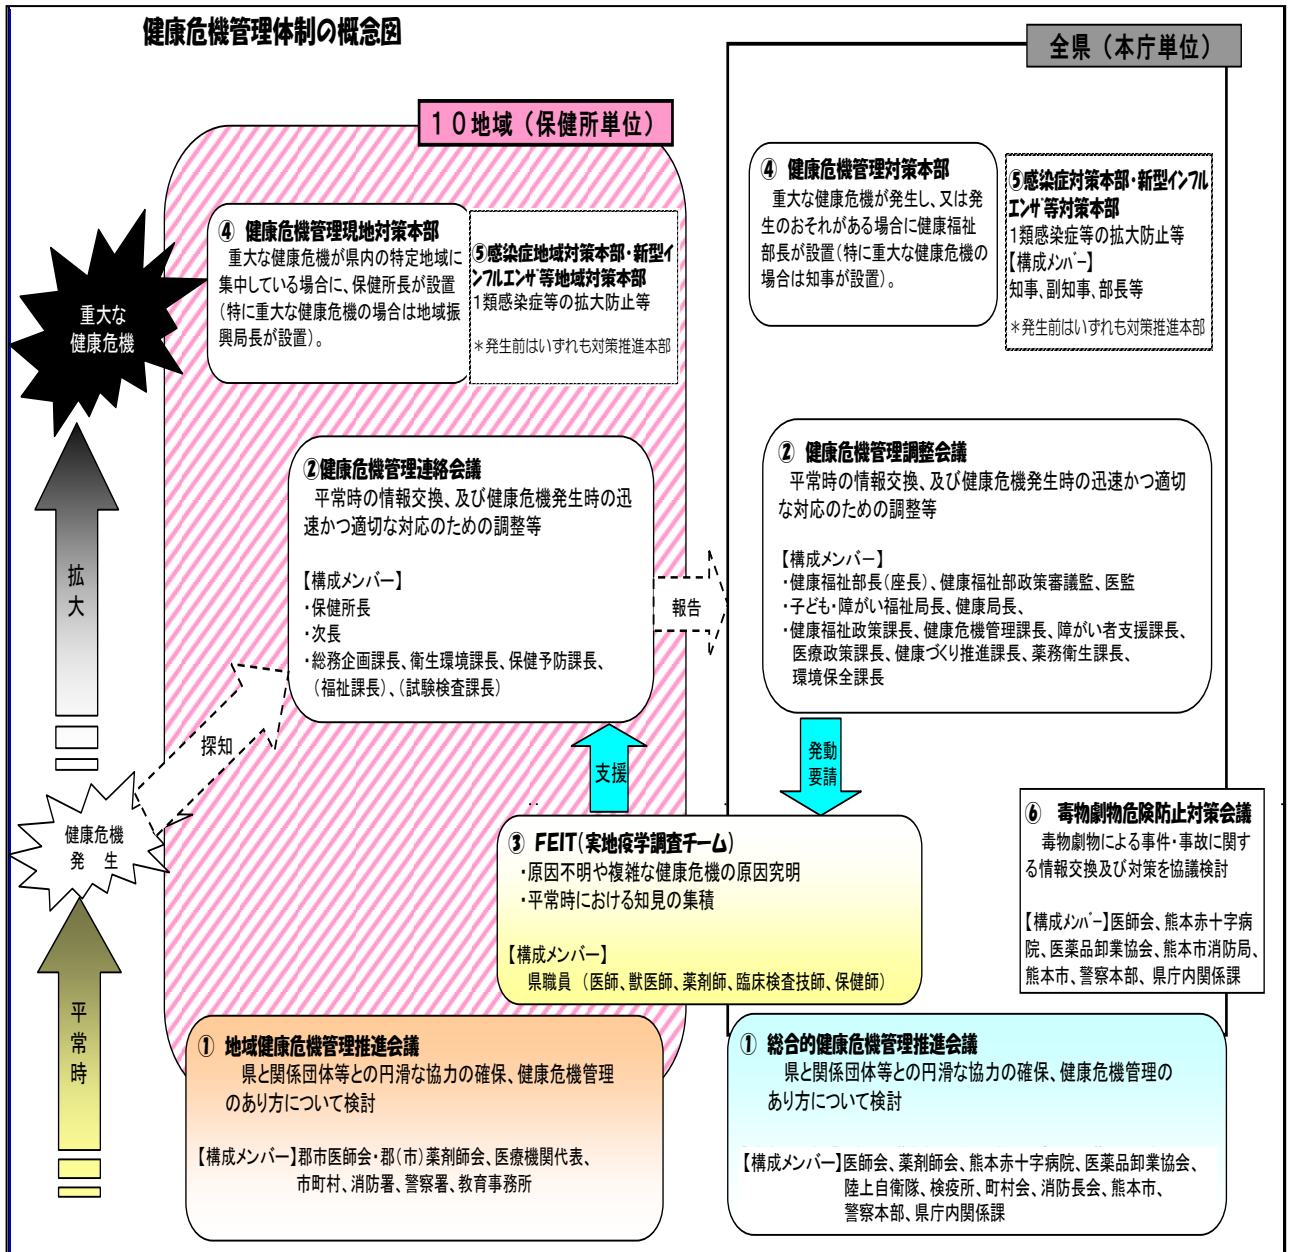 健康危機管理体制の概念図
全県（本庁単位）
１０地域（保健所単位）
④ 健康危機管理現地対策本部
重大な健康危機が県内の特定地域に
集中している場合に、保健所長が設置
(特に重大な健康危機の場合は地域振
興局長が設置)。
⑤感染症地域対策本部・新型イ
ンフルエンザ等地域対策本部
1類感染症等の拡大防止等
＊発生前はいずれも対策推進本部
④ 健康危機管理対策本部
重大な健康危機が発生し、又は発
生のおそれがある場合に健康福祉
部長が設置(特に重大な健康危機の
場合は知事が設置)。
⑤感染症対策本部・新型インフル
エンザ等対策本部
1類感染症等の拡大防止等
【構成メンバー】
知事、副知事、部長等
＊発生前はいずれも対策推進本部
重大な
健康危機
拡大
②健康危機管理連絡会議
平常時の情報交換、及び健康危機発生時の迅
速かつ適切な対応のための調整等
【構成メンバー】
・保健所長
・次長
・総務企画課長、衛生環境課長、保健予防課長、
(福祉課長)、(試験検査課長)
報告
② 健康危機管理調整会議
平常時の情報交換、及び健康危機発生時の迅速かつ適切
な対応のための調整等
【構成メンバー】
・健康福祉部長(座長)、健康福祉部政策審議監、医監
・子ども・障がい福祉局長、健康局長、
・健康福祉政策課長、健康危機管理課長、障がい者支援課長、
医療政策課長、健康づくり推進課長、薬務衛生課長、
環境保全課長
探知
支援
発動
要請
健康危機
発 生
③ FEIT(実地疫学調査チーム)
・原因不明や複雑な健康危機の原因究明
・平常時における知見の集積
【構成メンバー】
県職員 (医師、獣医師、薬剤師、臨床検査技師、保健師)
⑥ 毒物劇物危険防止対策会議
毒物劇物による事件・事故に関す
る情報交換及び対策を協議検討
【構成メンバー】医師会、熊本赤十字病
院、医薬品卸業協会、熊本市消防局、
熊本市、警察本部、県庁内関係課
平常時
① 地域健康危機管理推進会議
県と関係団体等との円滑な協力の確保、健康危機管理
のあり方について検討
【構成メンバー】郡市医師会・郡(市)薬剤師会、医療機関代表、
市町村、消防署、警察署、教育事務所
① 総合的健康危機管理推進会議
県と関係団体等との円滑な協力の確保、健康危機管理の
あり方について検討
【構成メンバー】医師会、薬剤師会、熊本赤十字病院、医薬品卸業協会、
陸上自衛隊、検疫所、町村会、消防長会、熊本市、
警察本部、県庁内関係課